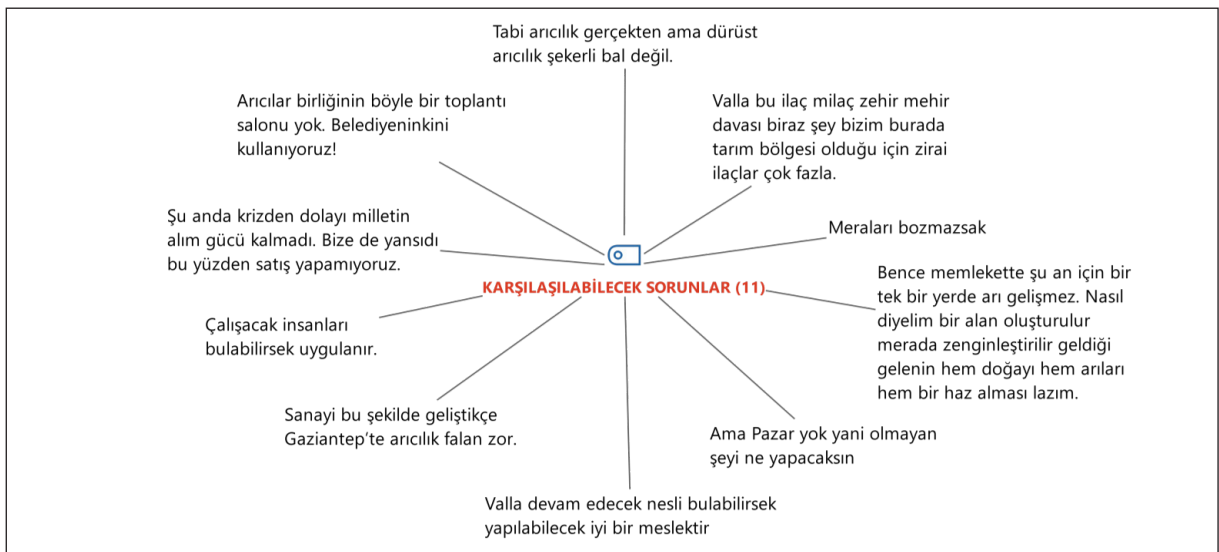 Tabi arıcılık gerçekten ama dürüst
arıcılık şekerli bal değil.
Arıcılar birliğinin böyle bir toplantı
salonu yok. Belediyeninkini
kullanıyoruz!
Valla bu ilaç milaç zehir mehir
davası biraz şey bizim burada
tarım bölgesi olduğu için zirai
ilaçlar çok fazla.
Şu anda krizden dolayı milletin
alım gücü kalmadı. Bize de yansıdı
bu yüzden satış yapamıyoruz.
Meraları bozmazsak
KARŞILAŞILABİLECEK SORUNLAR (11)
Bence memlekette şu an için bir
tek bir yerde arı gelişmez. Nasıl
diyelim bir alan oluşturulur
merada zenginleştirilir geldiği
gelenin hem doğayı hem arıları
hem bir haz alması lazım.
Çalışacak insanları
bulabilirsek uygulanır.
Sanayi bu şekilde geliştikçe
Gaziantep'te arıcılık falan zor.
Ama Pazar yok yani olmayan
şeyi ne yapacaksın
Valla devam edecek nesli bulabilirsek
yapılabilecek iyi bir meslektir